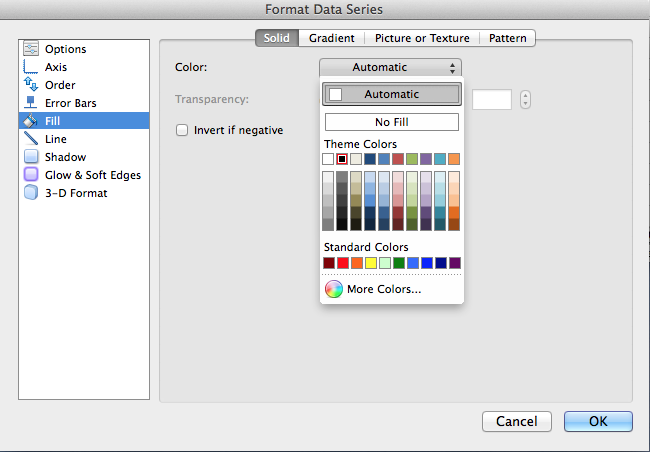 Format Data Series
Options
Axis
Order
Error Bars
Fill
Line
Shadow
Glow & Soft Edges
3-D Format
Solid
Gradient
Picture or Texture
Pattern
Color:
Automatic
Transparency:
Invert if negative
Automatic
No Fill
Theme Colors
Standard Colors
More Colors...
Cancel
OK